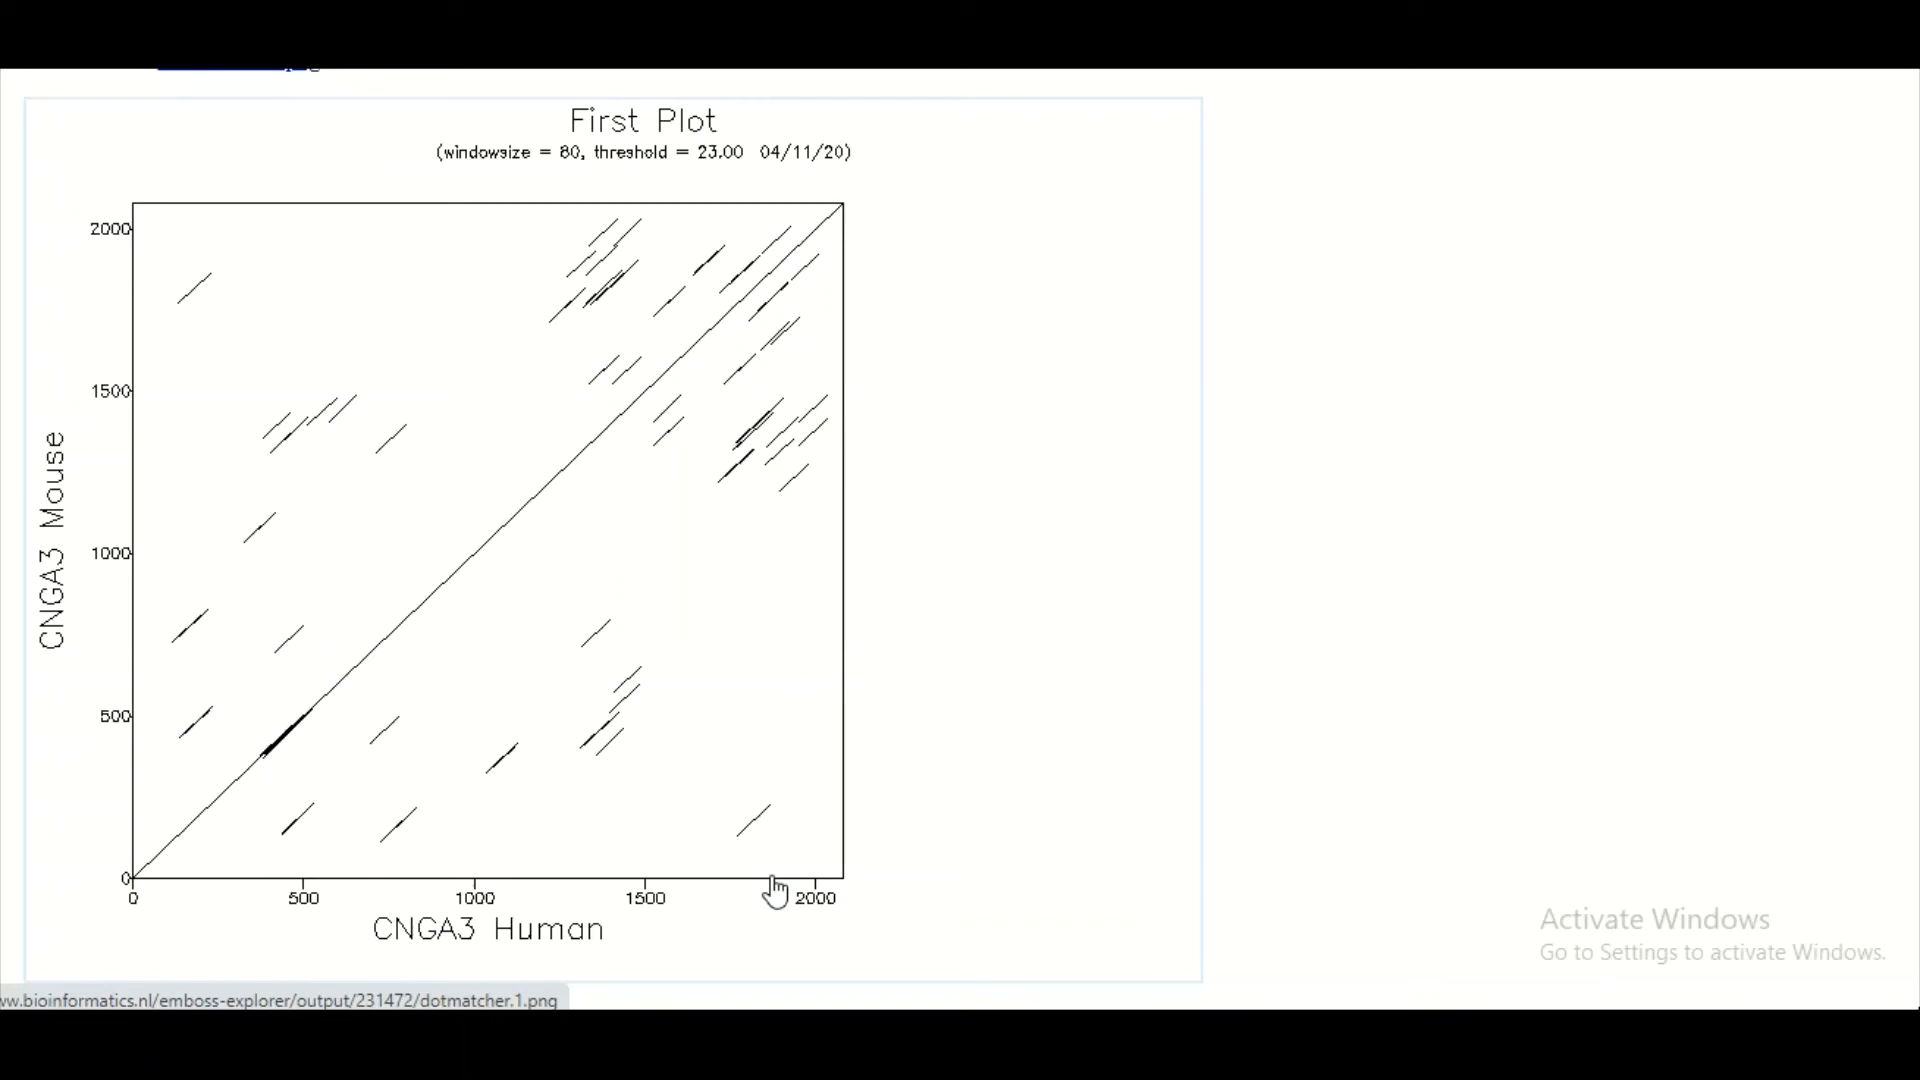 First Plot
(windowsize = 80, threshold = 23.00 04/11/20)
2000
1500
1000
500
0
CNGA3 Mouse
0 500 1000 1500 2000
CNGA3 Human
Activate Windows
Go to Settings to activate Windows.
ww.bioinformatics.nl/emboss-explorer/output/231472/dotmatcher.1.png